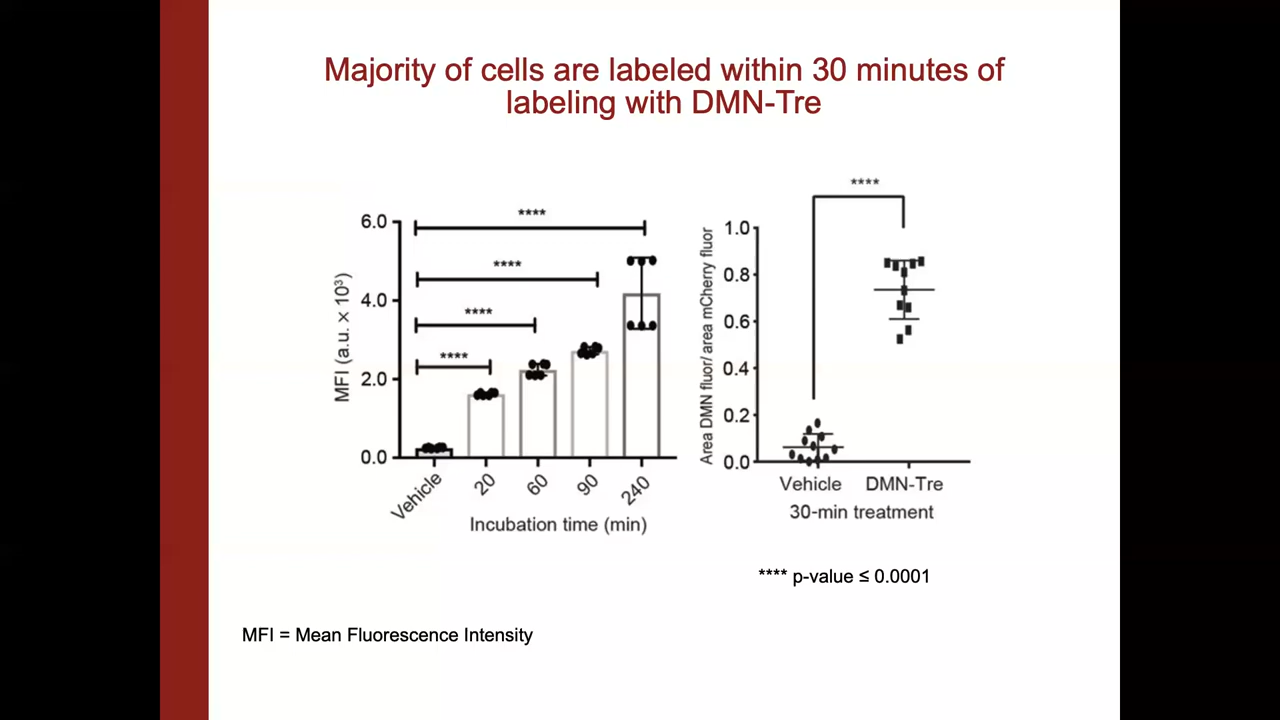 Majority of cells are labeled within 30 minutes of
labeling with DMN-Tre
MFI (a.u. × 10³)
6.0
4.0
2.0
0.0
****
****
****
****
Vehicle
20
60
90
240
Incubation time (min)
Area DMN fluor/ area mCherry fluor
1.0
0.8
0.6
0.4
0.2
0.0
****
Vehicle
DMN-Tre
30-min treatment
**** p-value ≤ 0.0001
MFI = Mean Fluorescence Intensity